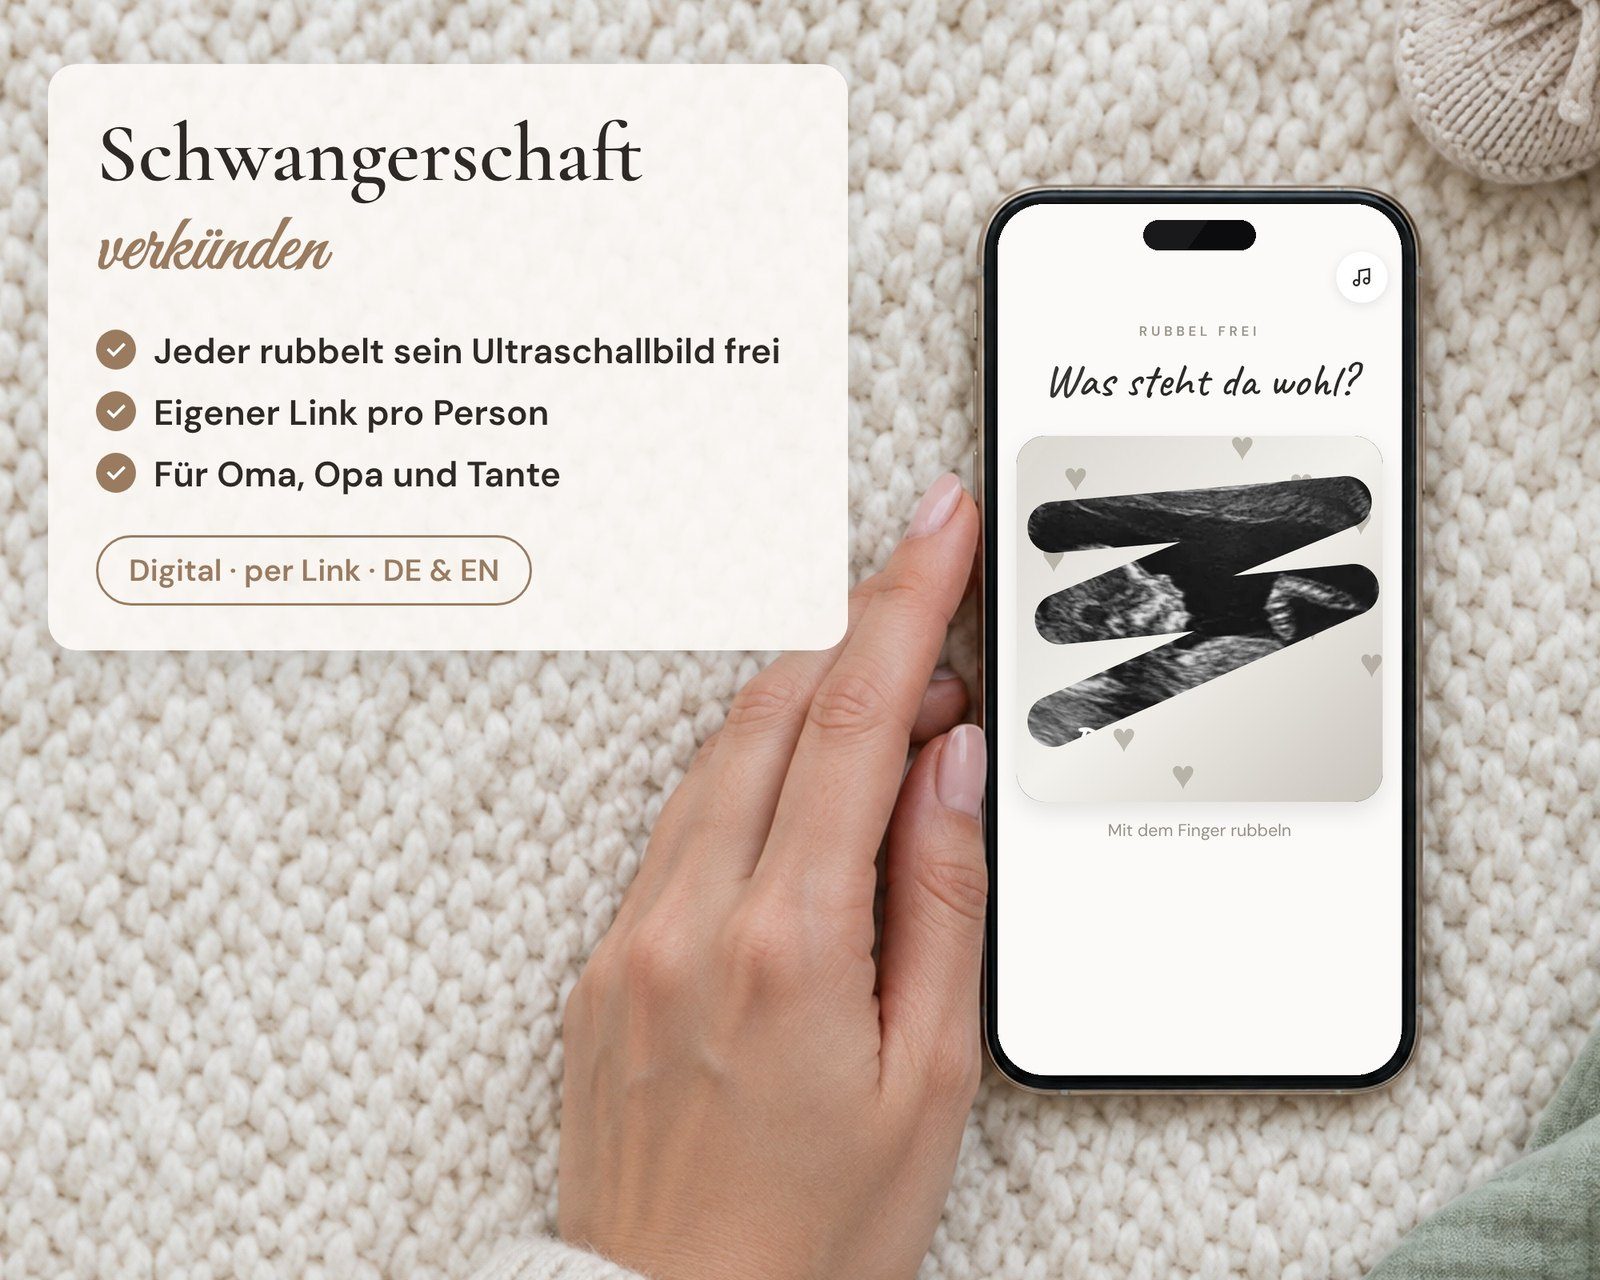 Schwangerschaft
verkünden
Jeder rubbelt sein Ultraschallbild frei
Eigener Link pro Person
Für Oma, Opa und Tante
Digital · per Link · DE & EN
RUBBEL FREI
Was steht da wohl?
Mit dem Finger rubbeln